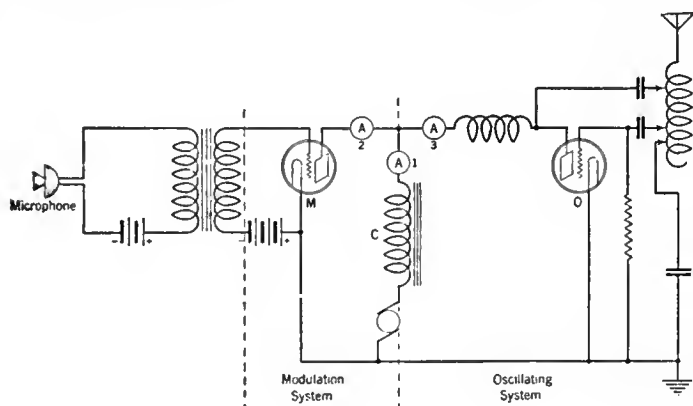 A
2
A
3
A
1
M
O
C
Microphone
- +
- +
Modulation
System
Oscillating
System